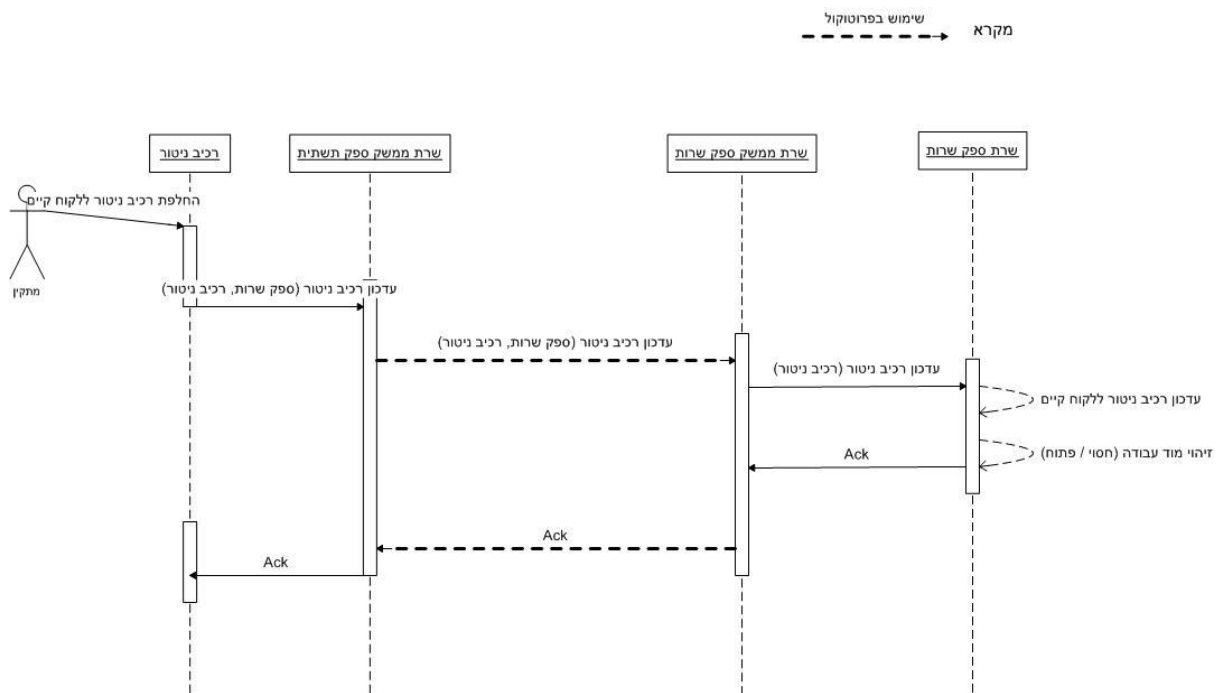 שימוש בפרוטוקול
מקרא
רכיב ניטור
שרת ממשק ספק תשתית
שרת ממשק ספק שרות
שרת ספק שרות
החלפת רכיב ניטור ללקוח קיים
מתקין
עדכון רכיב ניטור (ספק שרות, רכיב ניטור)
עדכון רכיב ניטור (ספק שרות, רכיב ניטור)
עדכון רכיב ניטור (רכיב ניטור)
עדכון רכיב ניטור ללקוח קיים
זיהוי מוד עבודה (חסוי / פתוח)
Ack
Ack
Ack